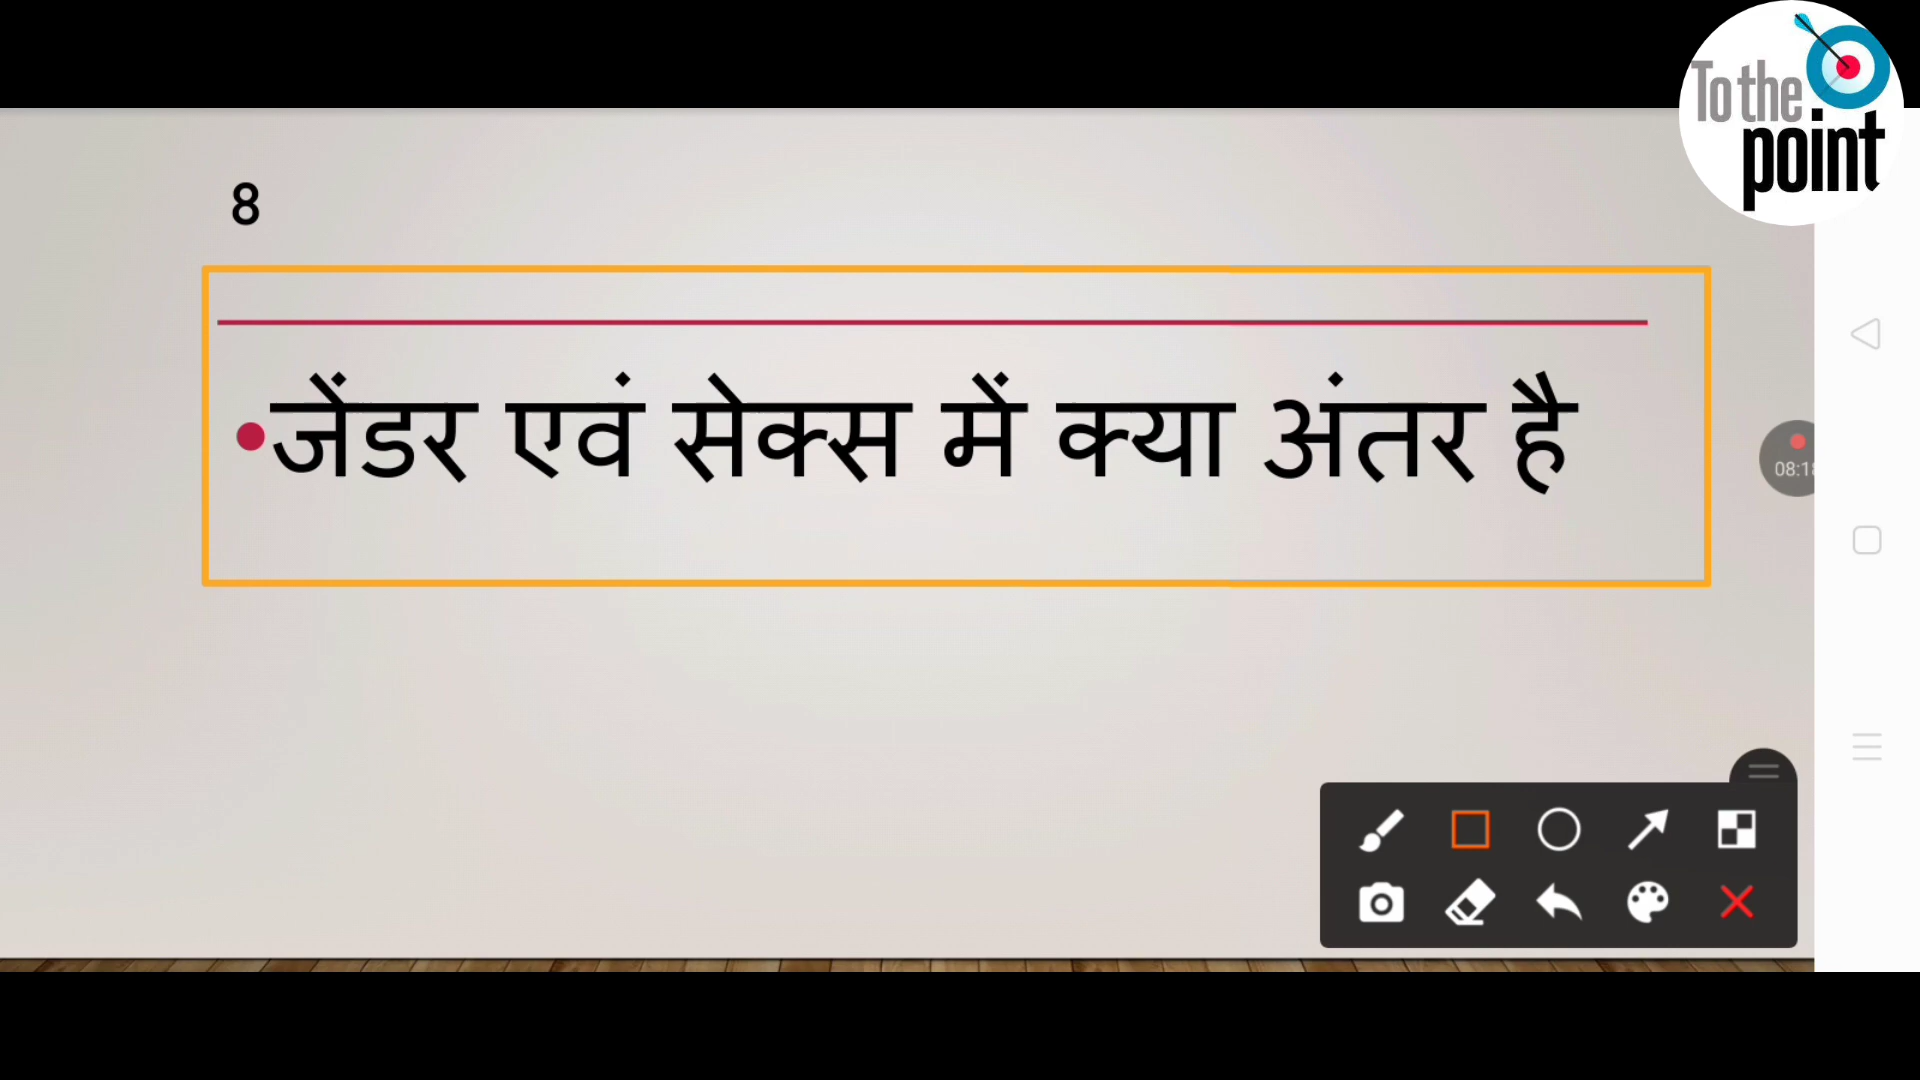 To the
point
8
•जेंडर एवं सेक्स में क्या अंतर है